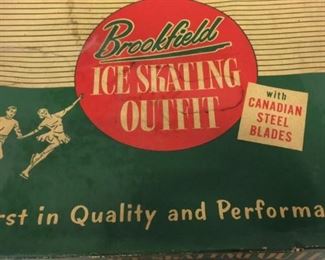 Brookfield
ICE SKATING
OUTFIT
with
CANADIAN
STEEL
BLADES
rst in Quality and Performa